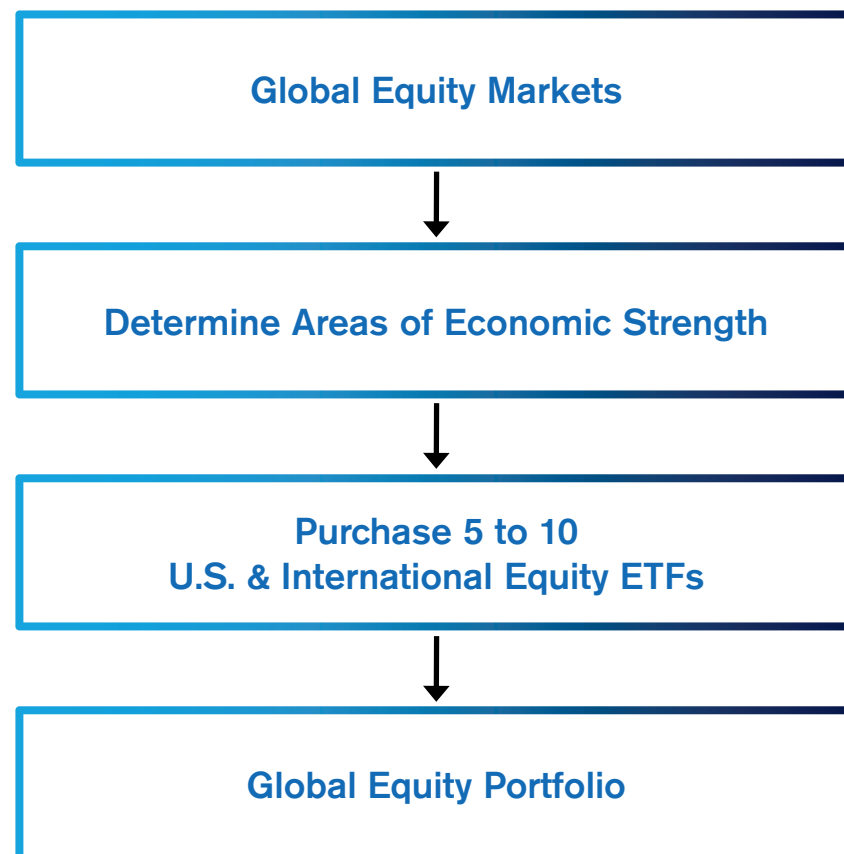 Global Equity Markets
Determine Areas of Economic Strength
Purchase 5 to 10
U.S. & International Equity ETFs
Global Equity Portfolio